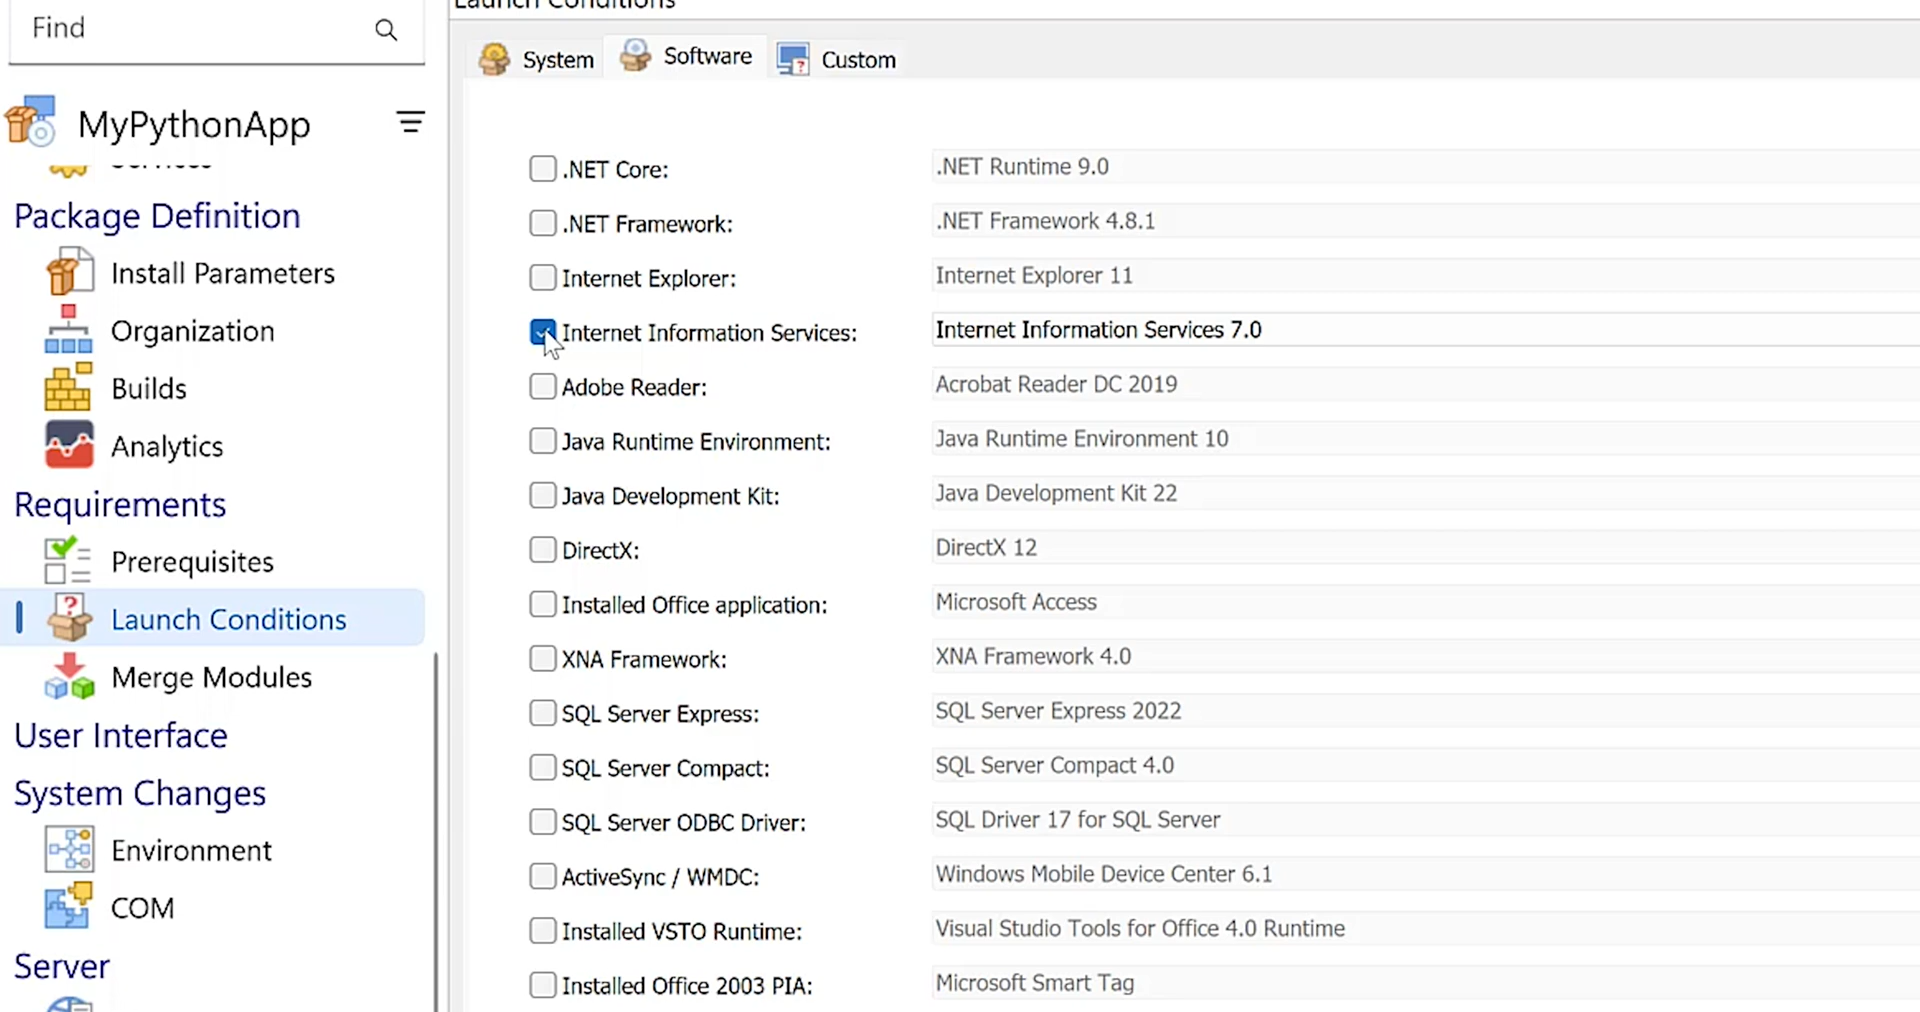 Launch Conditions
Find
System
Software
Custom
MyPythonApp
Services
Package Definition
Install Parameters
Organization
Builds
Analytics
Requirements
Prerequisites
Launch Conditions
Merge Modules
User Interface
System Changes
Environment
COM
Server
.NET Core: .NET Runtime 9.0
.NET Framework: .NET Framework 4.8.1
Internet Explorer: Internet Explorer 11
Internet Information Services: Internet Information Services 7.0
Adobe Reader: Acrobat Reader DC 2019
Java Runtime Environment: Java Runtime Environment 10
Java Development Kit: Java Development Kit 22
DirectX: DirectX 12
Installed Office application: Microsoft Access
XNA Framework: XNA Framework 4.0
SQL Server Express: SQL Server Express 2022
SQL Server Compact: SQL Server Compact 4.0
SQL Server ODBC Driver: SQL Driver 17 for SQL Server
ActiveSync / WMDC: Windows Mobile Device Center 6.1
Installed VSTO Runtime: Visual Studio Tools for Office 4.0 Runtime
Installed Office 2003 PIA: Microsoft Smart Tag